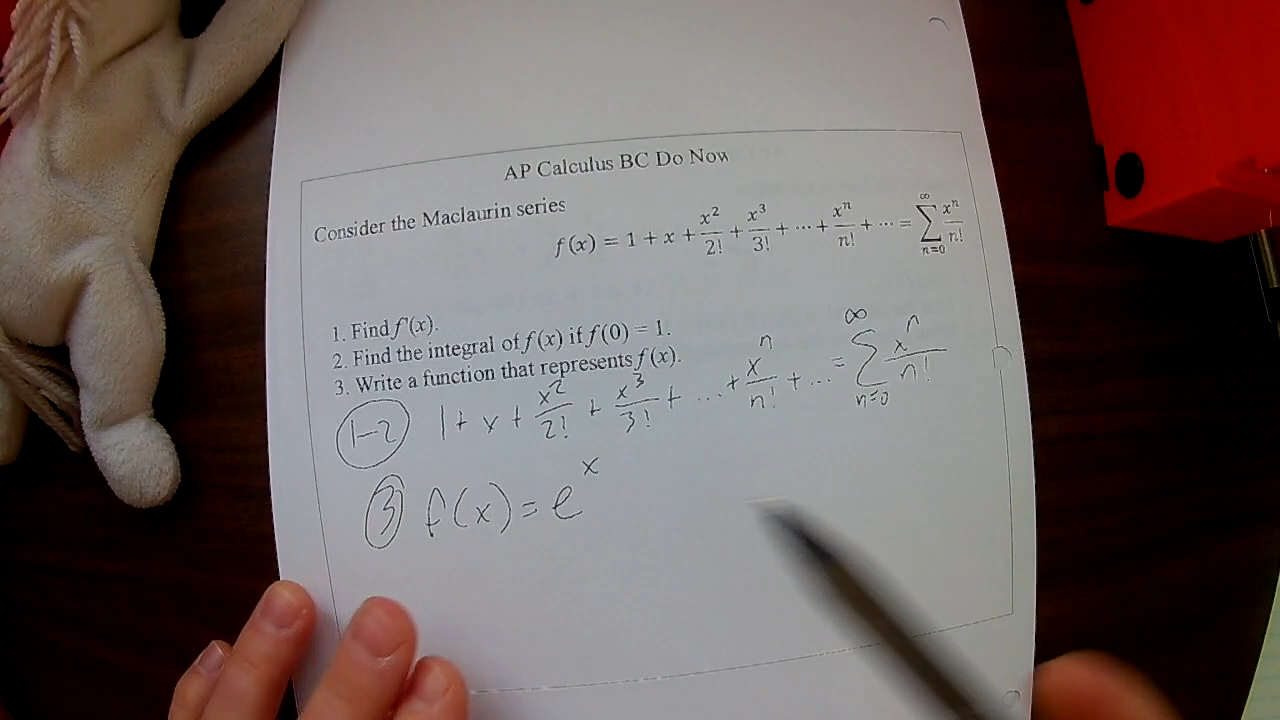 AP Calculus BC Do Now
Consider the Maclaurin series
f(x) = 1 + x + x²/2! + x³/3! + ⋯ + xⁿ/n! + ⋯ = ∑_{n=0}^{∞} xⁿ/n!
1. Find f'(x).
2. Find the integral of f(x) if f(0) = 1.
3. Write a function that represents f(x).
1-2 1 + x + x²/2! + x³/3! + ... + xⁿ/n! + ... = ∑_{n=0}^{∞} xⁿ/n!
3 f(x) = eˣ